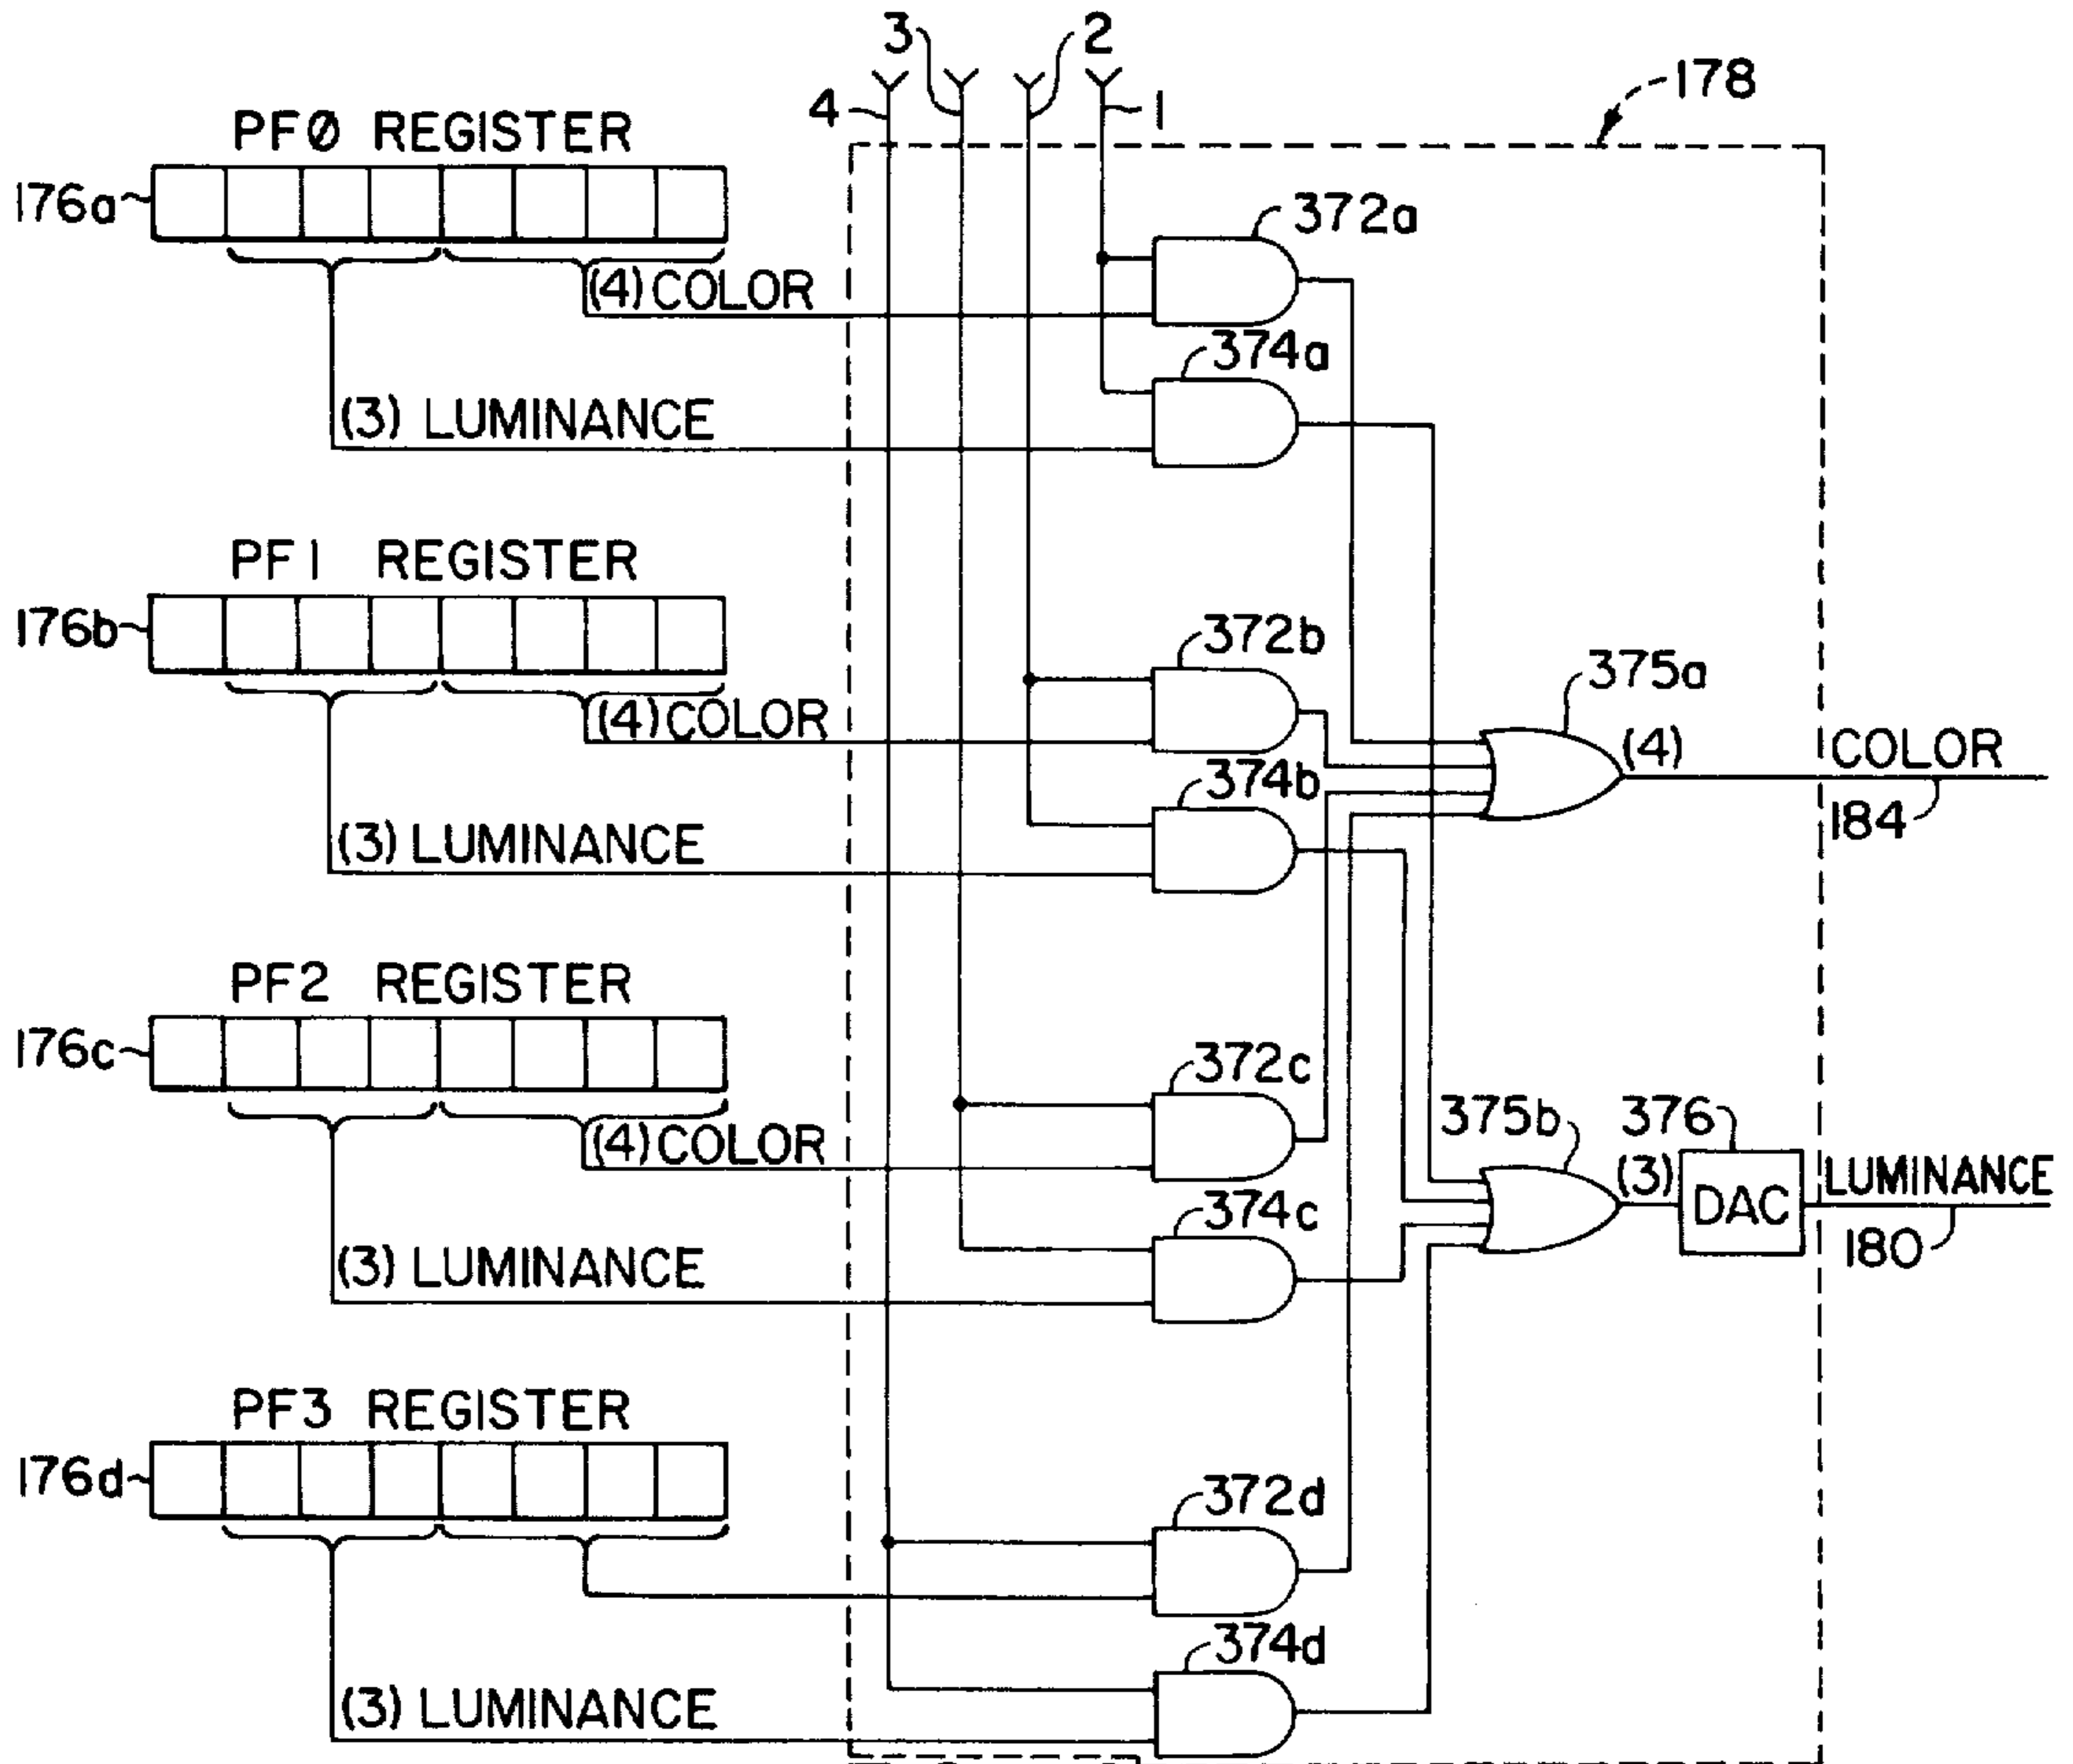 3
2
4
1
178
PFØ REGISTER
176a
372a
(4) COLOR
374a
(3) LUMINANCE
PF1 REGISTER
176b
372b
375a
(4) COLOR
(4)
COLOR
374b
184
(3) LUMINANCE
PF2 REGISTER
176c
372c
375b
376
(4) COLOR
(3)
DAC
LUMINANCE
374c
180
(3) LUMINANCE
PF3 REGISTER
176d
372d
374d
(3) LUMINANCE